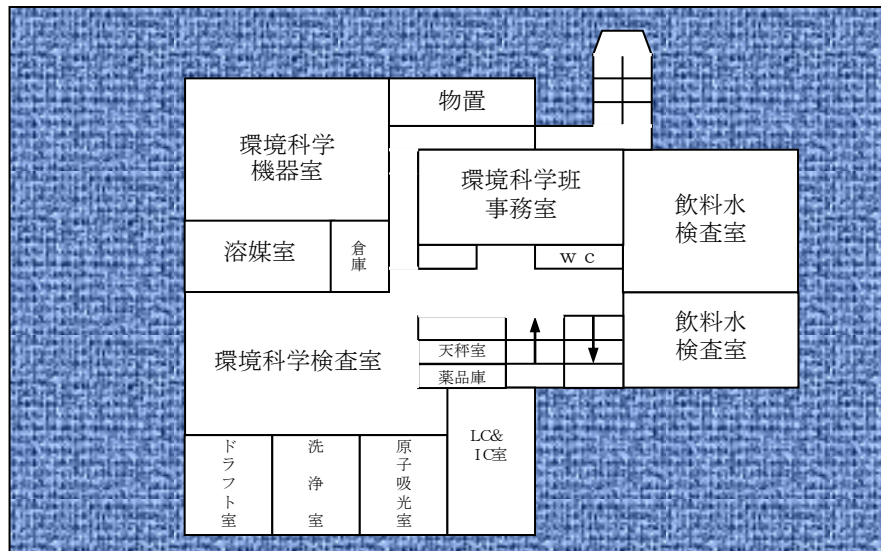 物置
環境科学
機器室
環境科学班
事務室
飲料水
検査室
溶媒室
倉庫
ＷＣ
飲料水
検査室
天秤室
環境科学検査室
薬品庫
LC&
IC室
ドラフト室
洗浄室
原子吸光室